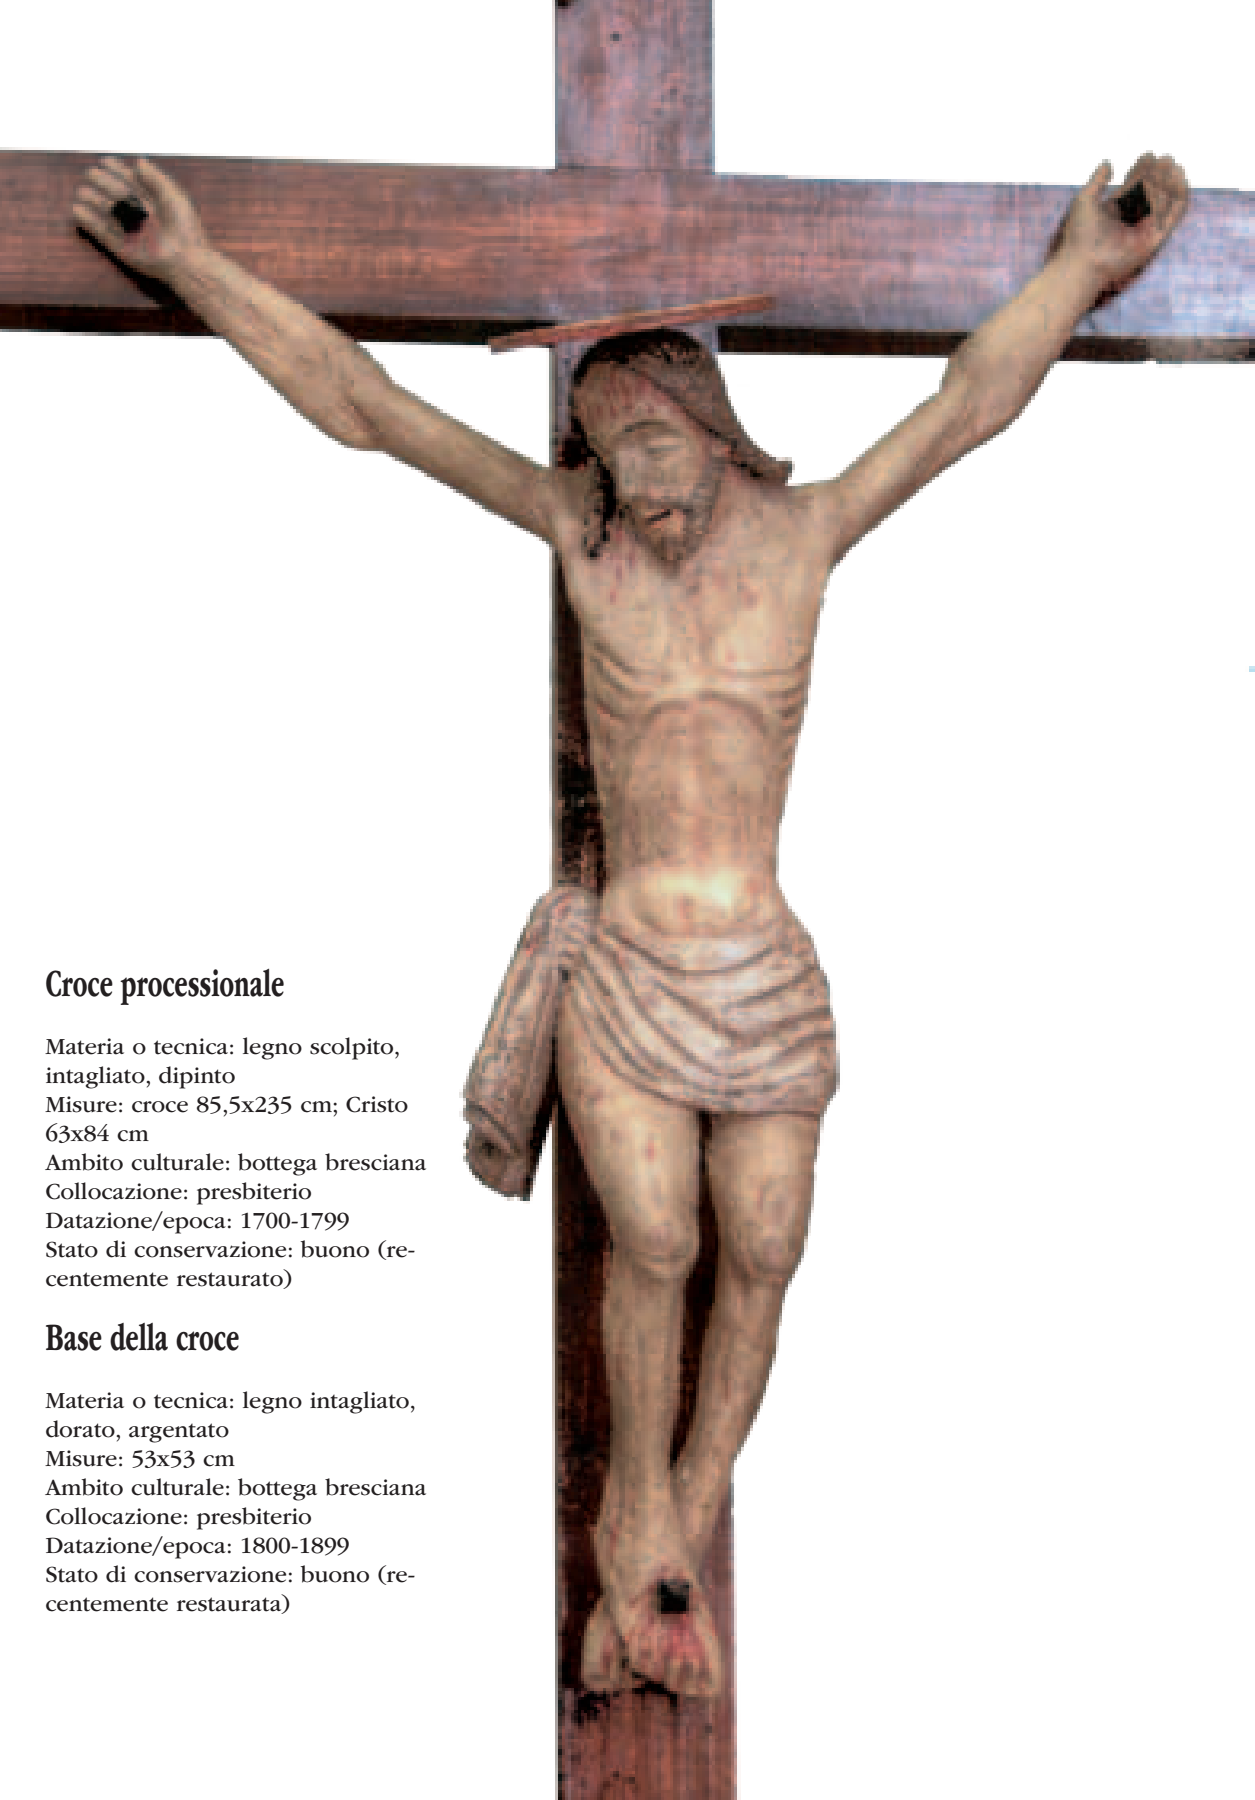 Croce processionale
Materia o tecnica: legno scolpito,
intagliato, dipinto
Misure: croce 85,5x235 cm; Cristo
63x84 cm
Ambito culturale: bottega bresciana
Collocazione: presbiterio
Datazione/epoca: 1700-1799
Stato di conservazione: buono (re-
centemente restaurato)
Base della croce
Materia o tecnica: legno intagliato,
dorato, argentato
Misure: 53x53 cm
Ambito culturale: bottega bresciana
Collocazione: presbiterio
Datazione/epoca: 1800-1899
Stato di conservazione: buono (re-
centemente restaurata)